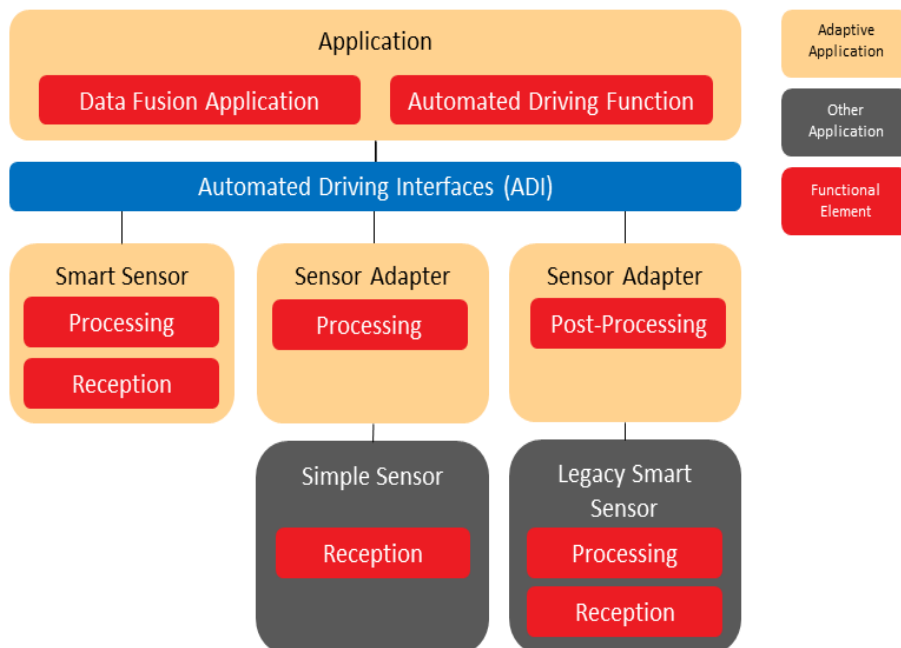 Application
Data Fusion Application
Automated Driving Function
Automated Driving Interfaces (ADI)
Smart Sensor
Processing
Reception
Sensor Adapter
Processing
Sensor Adapter
Post-Processing
Simple Sensor
Reception
Legacy Smart
Sensor
Processing
Reception
Adaptive
Application
Other
Application
Functional
Element